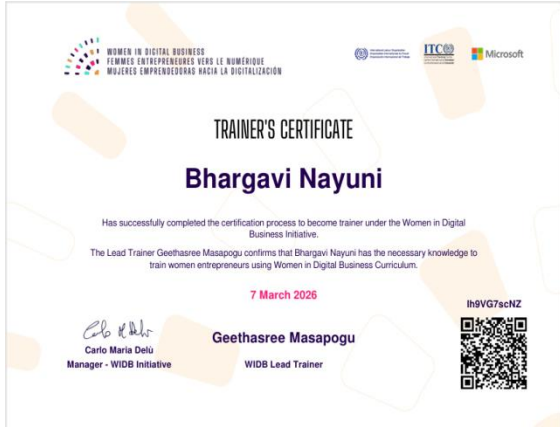 WOMEN IN DIGITAL BUSINESS
FEMMES ENTREPRENEURES VERS LE NUMÉRIQUE
MUJERES EMPRENDEDORAS HACIA LA DIGITALIZACIÓN
ITCILO
Microsoft
TRAINER'S CERTIFICATE
Bhargavi Nayuni
Has successfully completed the certification process to become trainer under the Women in Digital
Business Initiative.
The Lead Trainer Geethasree Masapogu confirms that Bhargavi Nayuni has the necessary knowledge to
train women entrepreneurs using Women in Digital Business Curriculum.
7 March 2026
Ih9VG7scNZ
Carlo Maria Delù
Manager - WIDB Initiative
Geethasree Masapogu
WIDB Lead Trainer